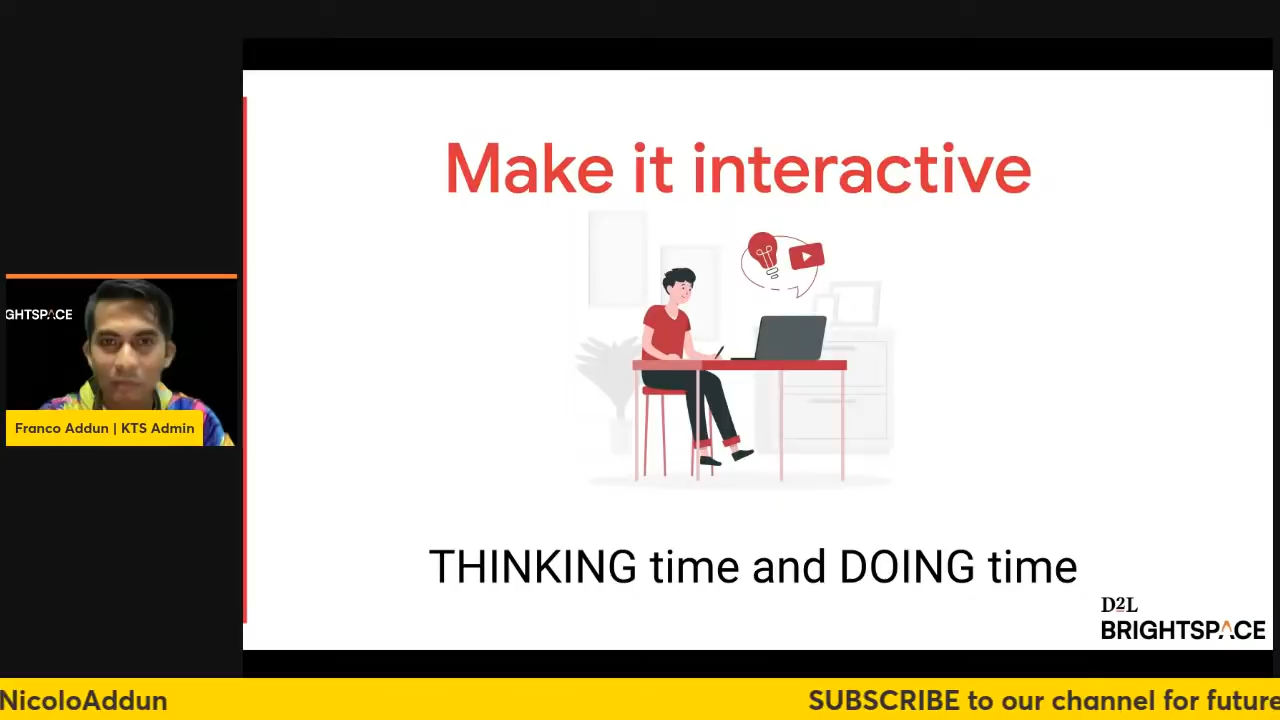 Make it interactive
GHTSPACE
Franco Addun | KTS Admin
THINKING time and DOING time
D2L
BRIGHTSPACE
NicoloAddun
SUBSCRIBE to our channel for future